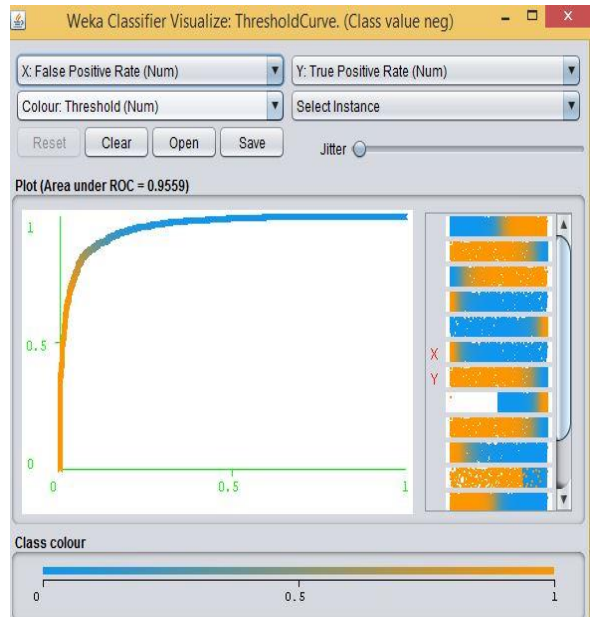 Weka Classifier Visualize: ThresholdCurve. (Class value neg)
X: False Positive Rate (Num)
Y: True Positive Rate (Num)
Colour: Threshold (Num)
Select Instance
Reset
Clear
Open
Save
Jitter
Plot (Area under ROC = 0.9559)
1
0.5
0
0
0.5
1
X
Y
Class colour
0
0.5
1